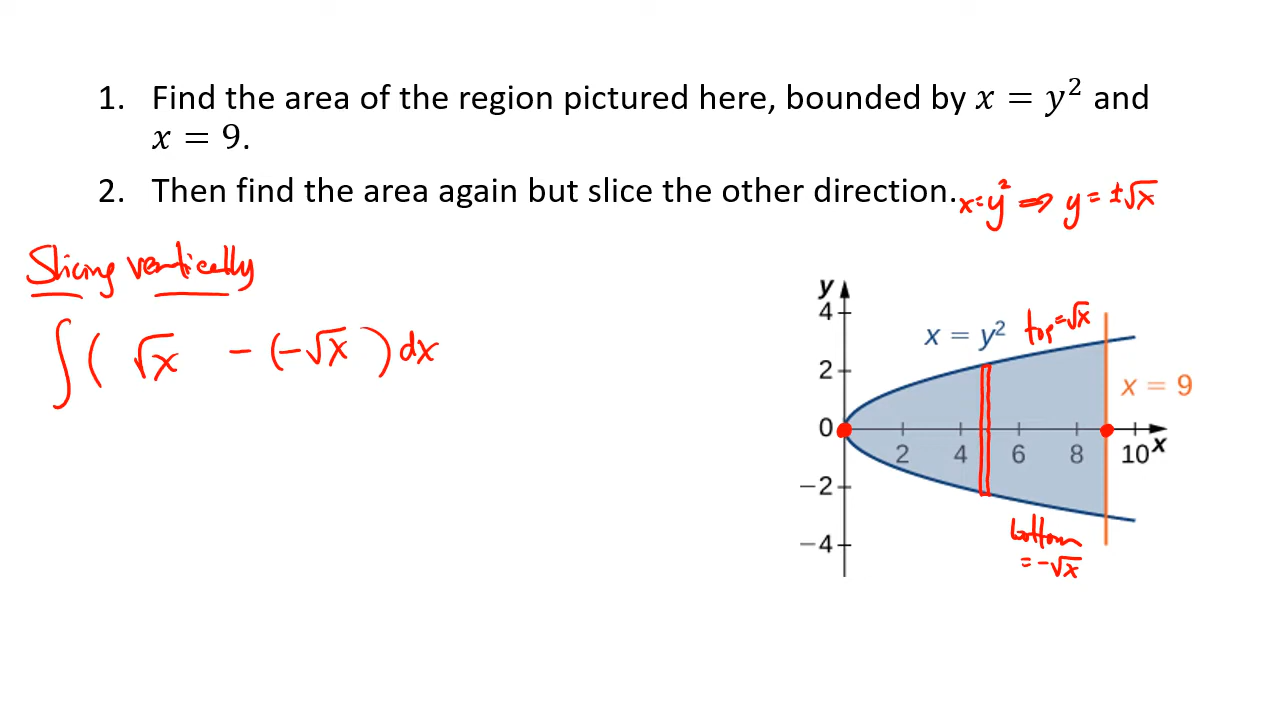 1. Find the area of the region pictured here, bounded by x = y² and
x = 9.
2. Then find the area again but slice the other direction.
x=y² ⇒ y = ±√x
Slicing vertically
∫( √x - (-√x) ) dx
y
4
x = y²
top=√x
2
x = 9
0
2 4 6 8 10 x
−2
bottom
= -√x
−4